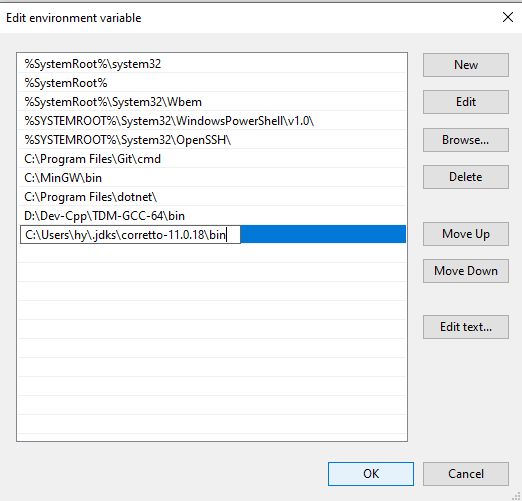 Edit environment variable
%SystemRoot%\system32
%SystemRoot%
%SystemRoot%\System32\Wbem
%SYSTEMROOT%\System32\WindowsPowerShell\v1.0\
%SYSTEMROOT%\System32\OpenSSH\
C:\Program Files\Git\cmd
C:\MinGW\bin
C:\Program Files\dotnet\
D:\Dev-Cpp\TDM-GCC-64\bin
C:\Users\hy\.jdks\corretto-11.0.18\bin
New
Edit
Browse...
Delete
Move Up
Move Down
Edit text...
OK
Cancel